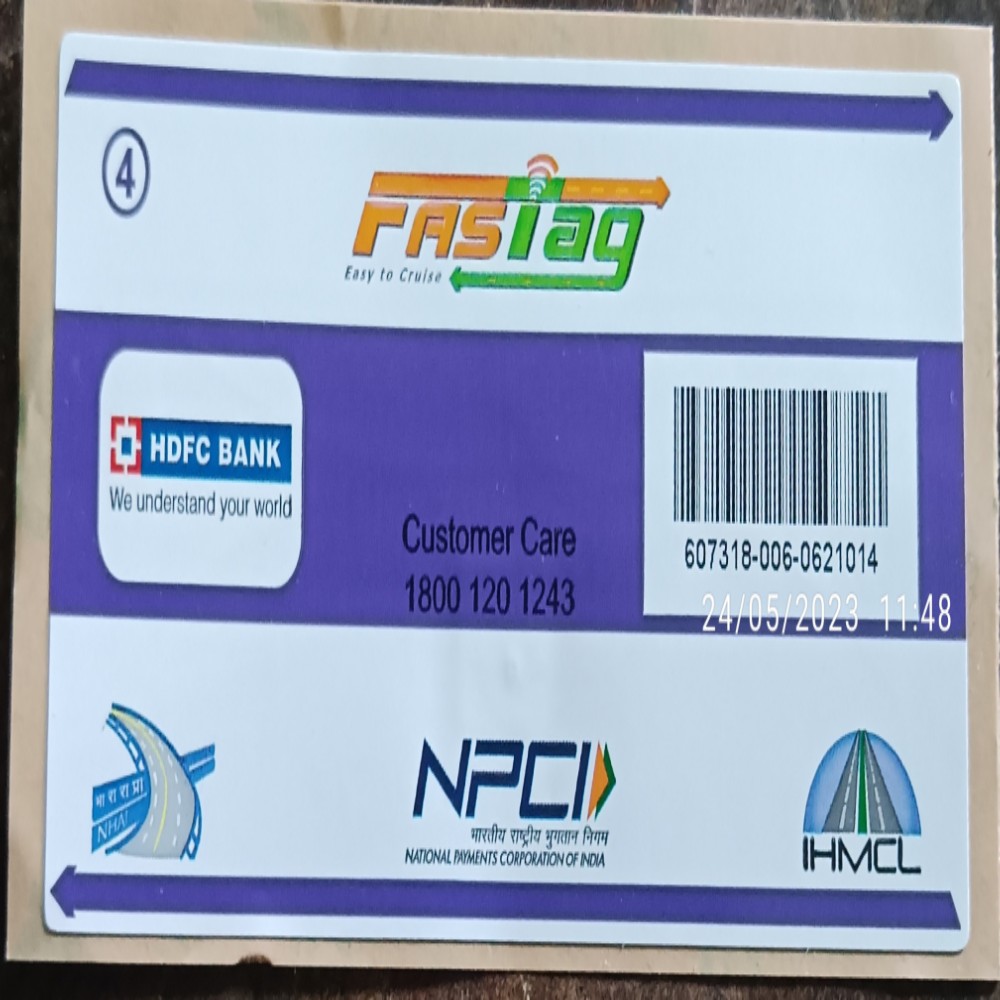 4
FASTag
Easy to Cruise
HDFC BANK
We understand your world
Customer Care
1800 120 1243
607318-006-0621014
24/05/2023 11:48
भा रा रा प्रा
NHAI
NPCI
भारतीय राष्ट्रीय भुगतान निगम
NATIONAL PAYMENTS CORPORATION OF INDIA
IHMCL